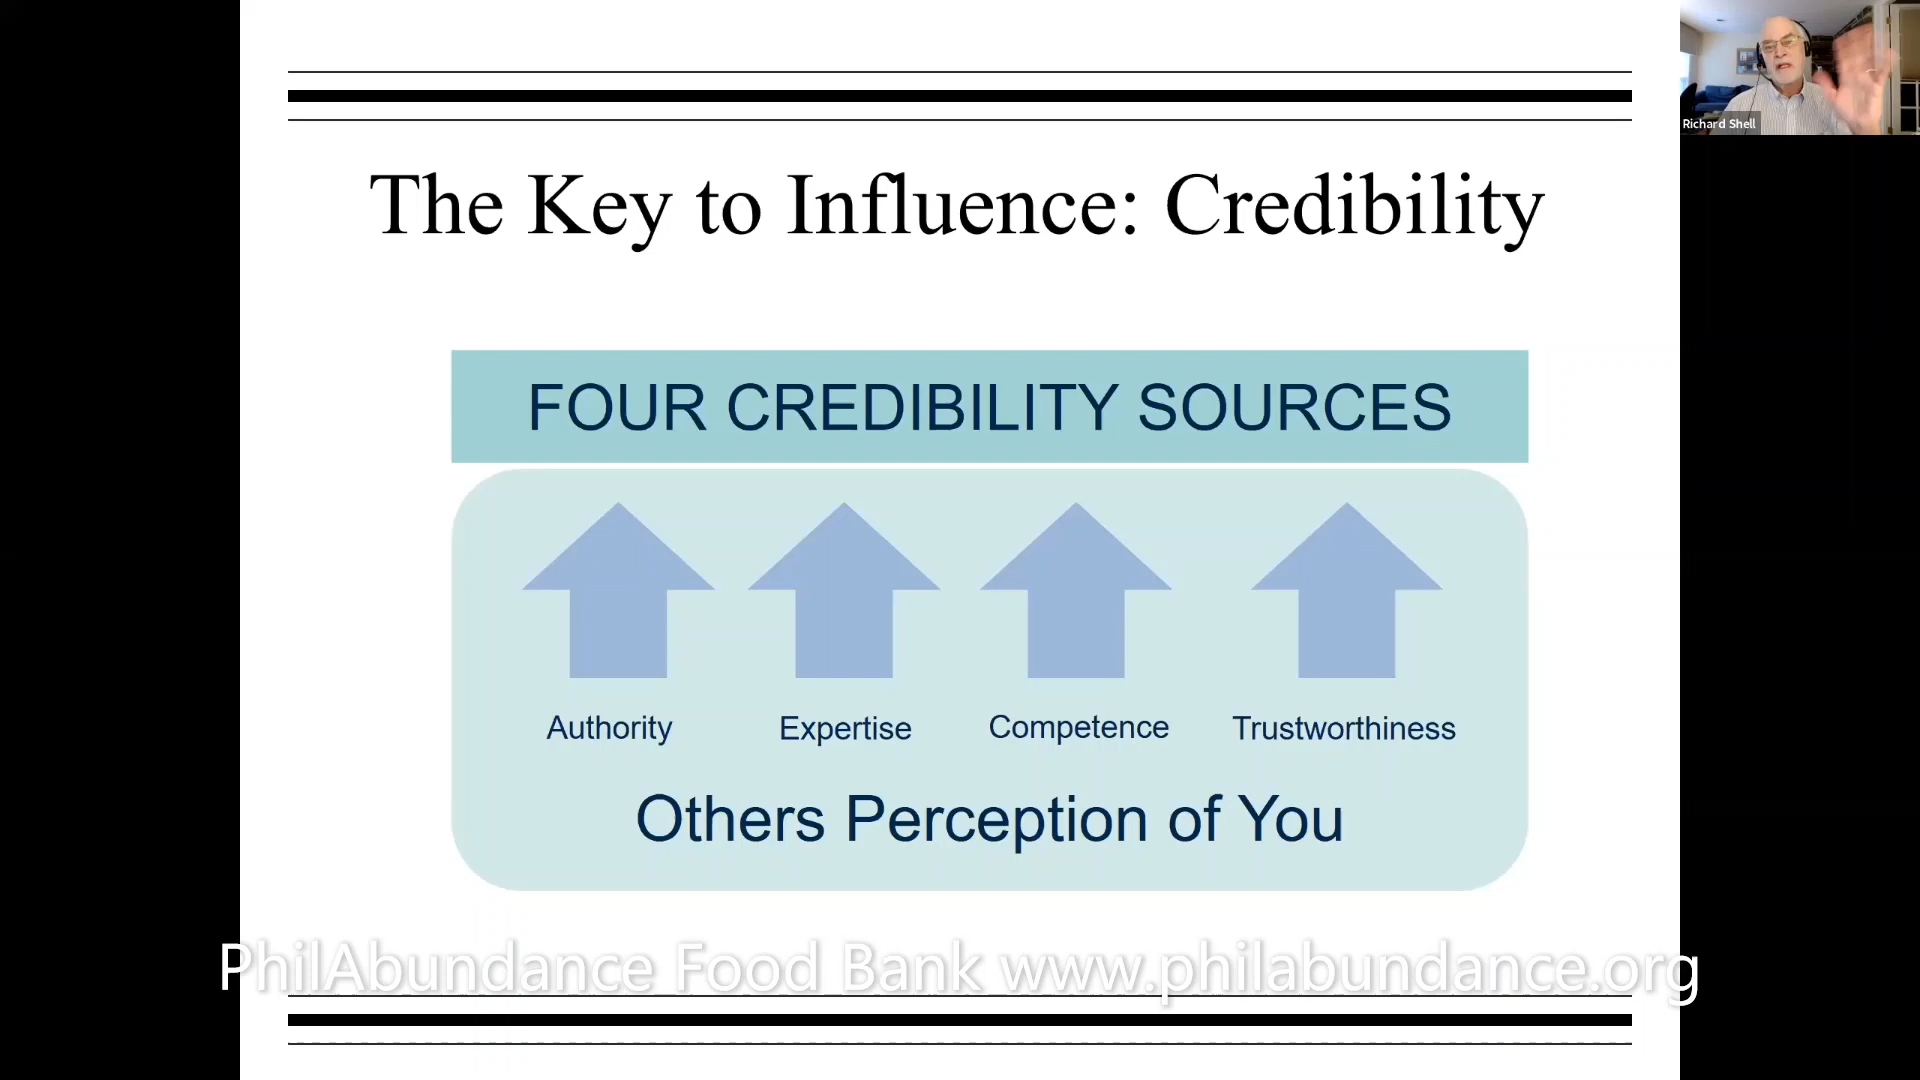 Richard Shell
The Key to Influence: Credibility
FOUR CREDIBILITY SOURCES
Authority
Expertise
Competence
Trustworthiness
Others Perception of You
PhilAbundance Food Bank www.philabundance.org